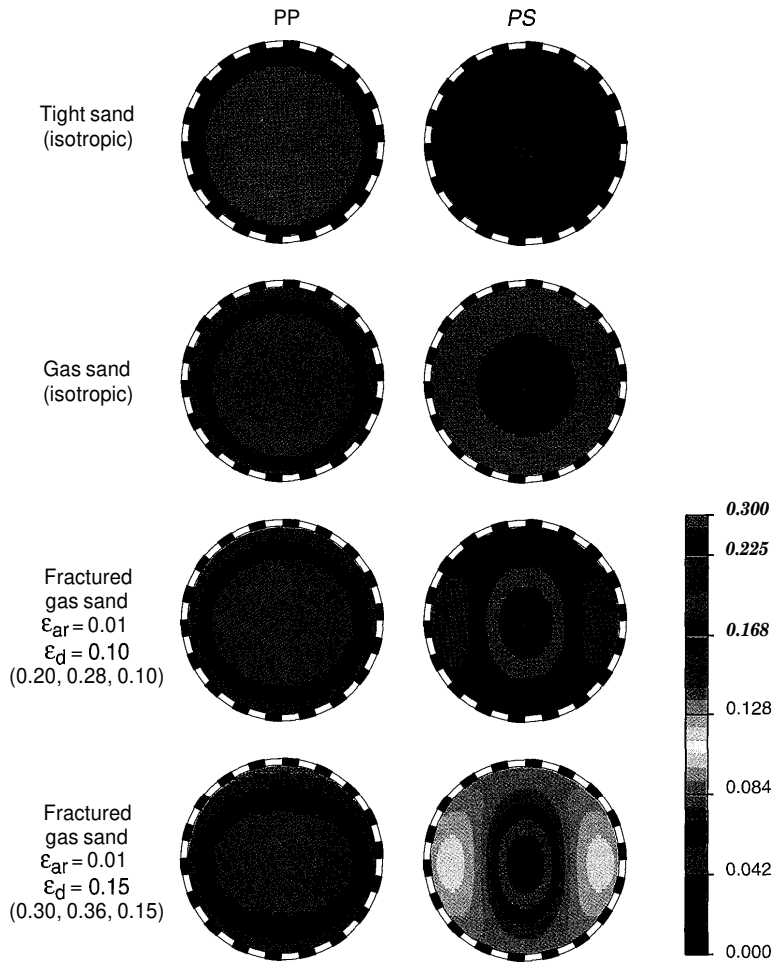 PP
PS
Tight sand
(isotropic)
Gas sand
(isotropic)
Fractured
gas sand
εar = 0.01
εd = 0.10
(0.20, 0.28, 0.10)
Fractured
gas sand
εar = 0.01
εd = 0.15
(0.30, 0.36, 0.15)
0.300
0.225
0.168
0.128
0.084
0.042
0.000